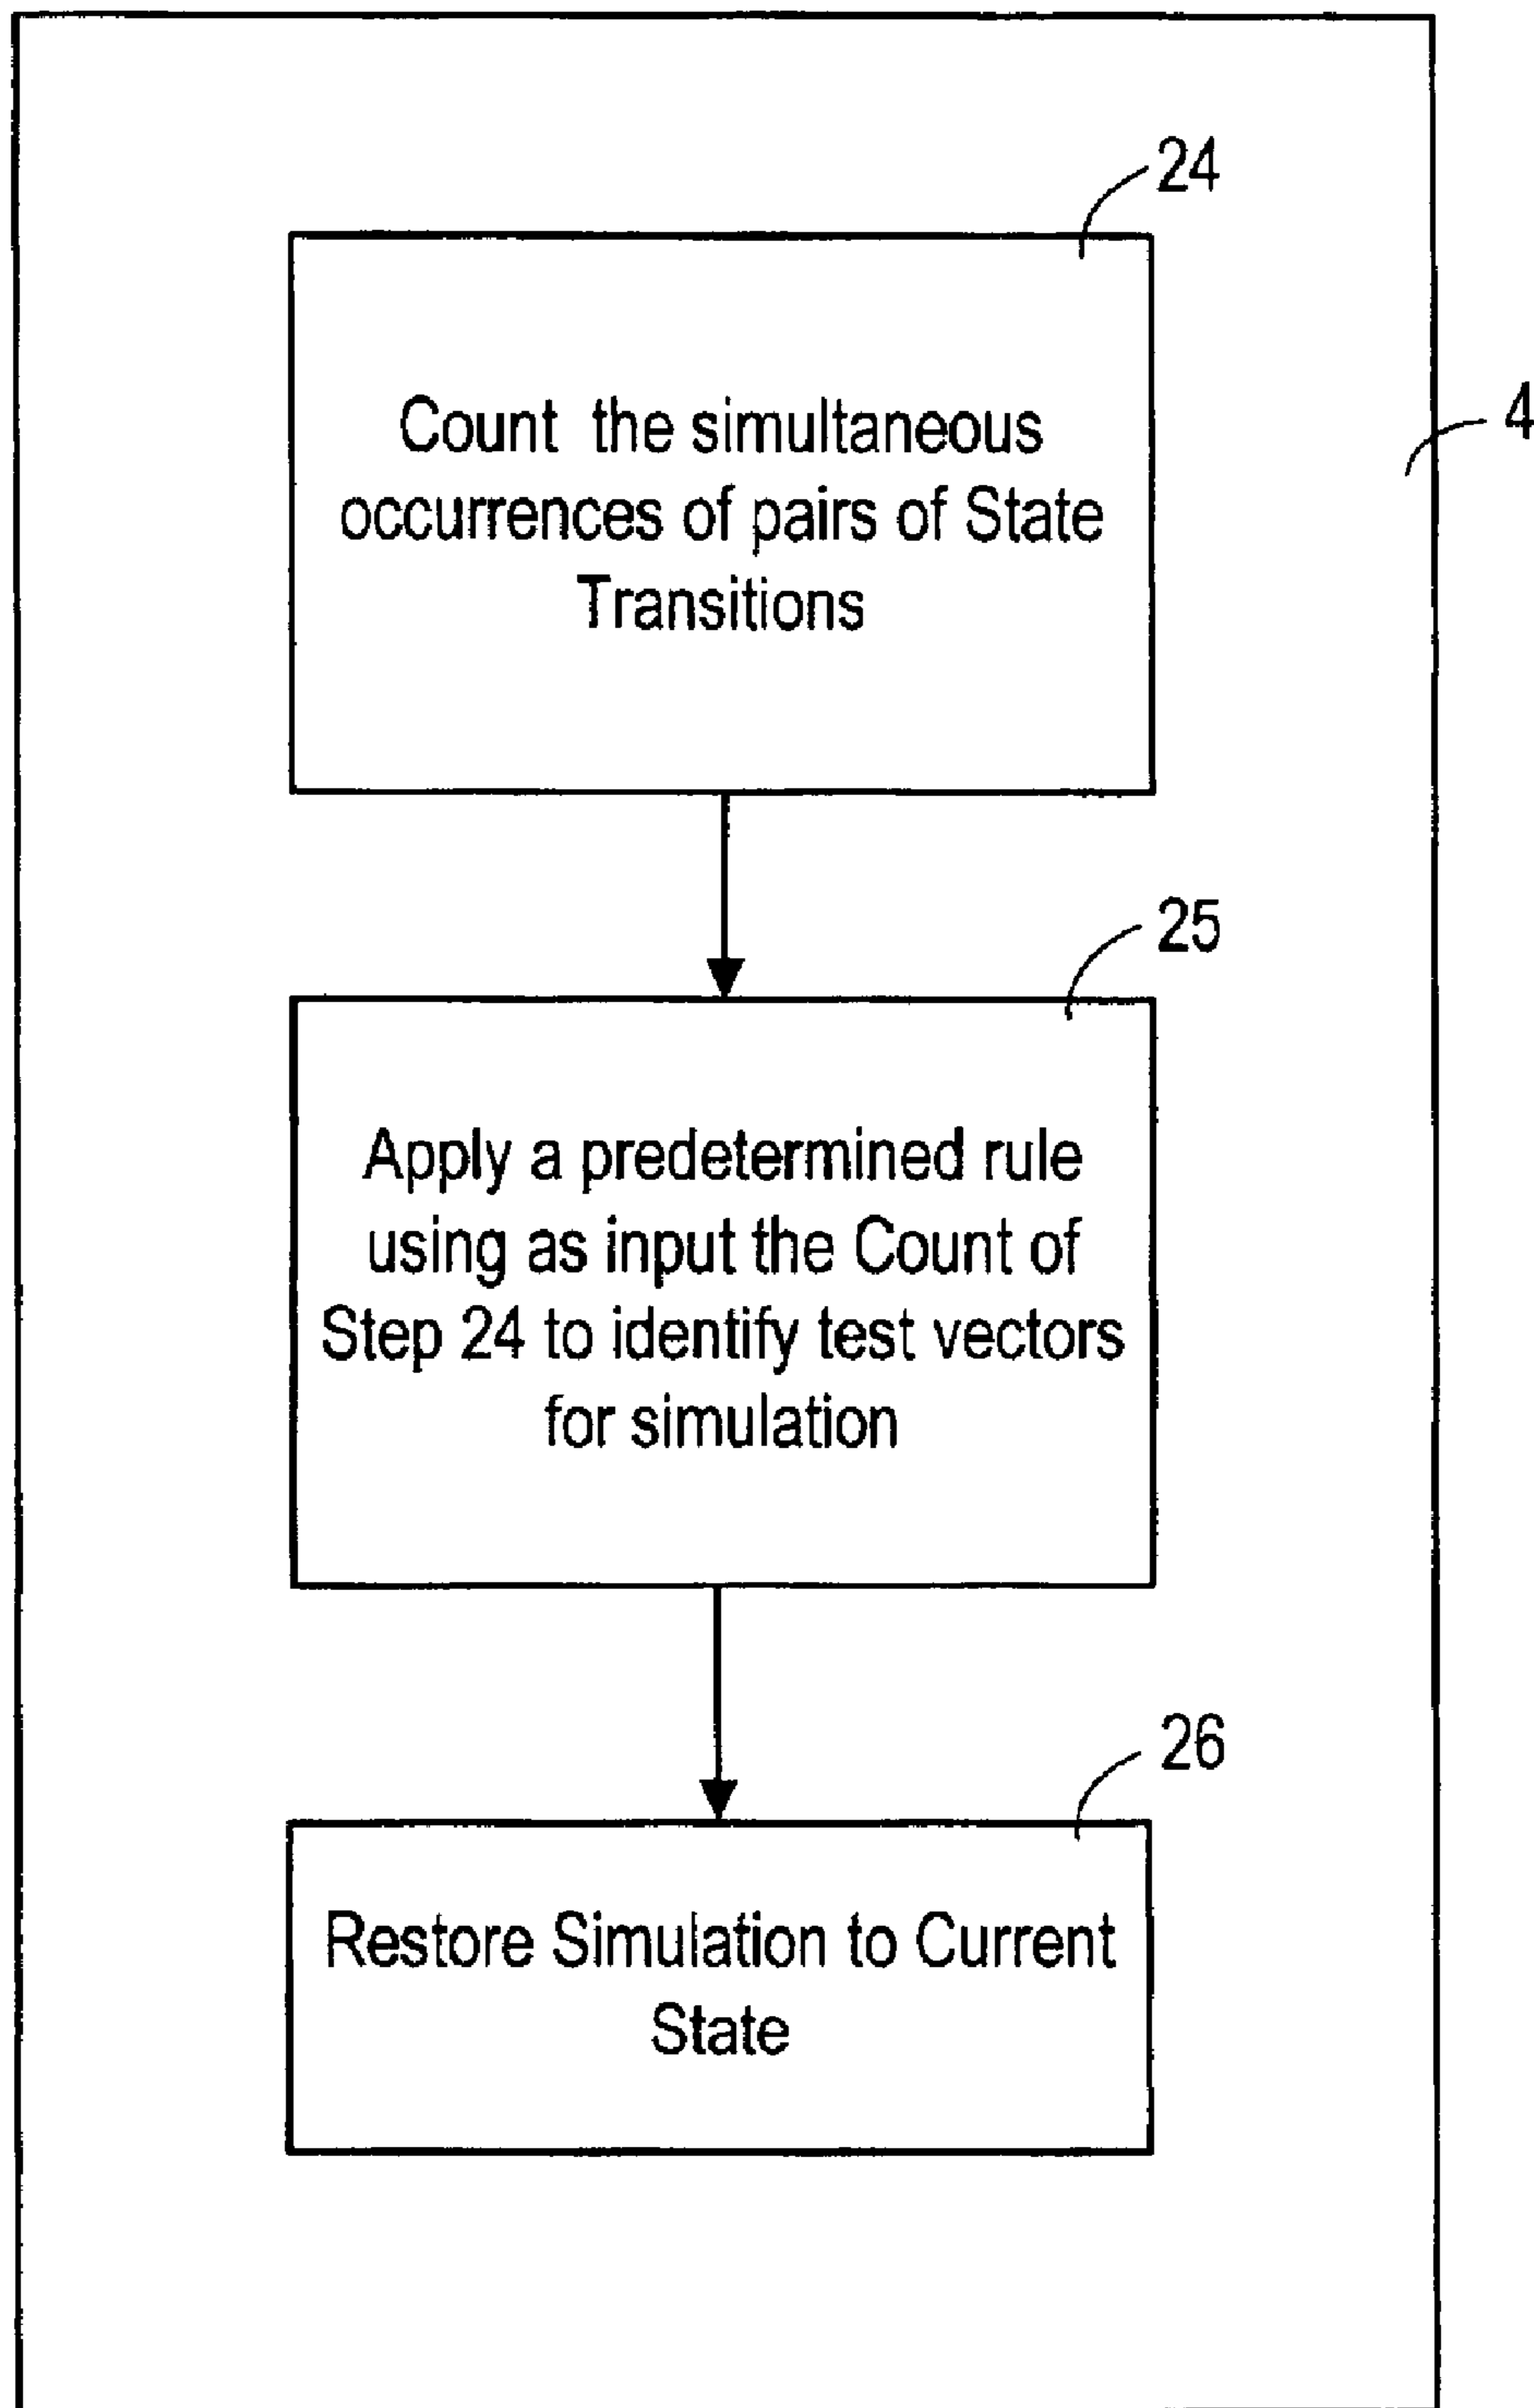 24
4
Count the simultaneous
occurrences of pairs of State
Transitions
25
Apply a predetermined rule
using as input the Count of
Step 24 to identify test vectors
for simulation
26
Restore Simulation to Current
State